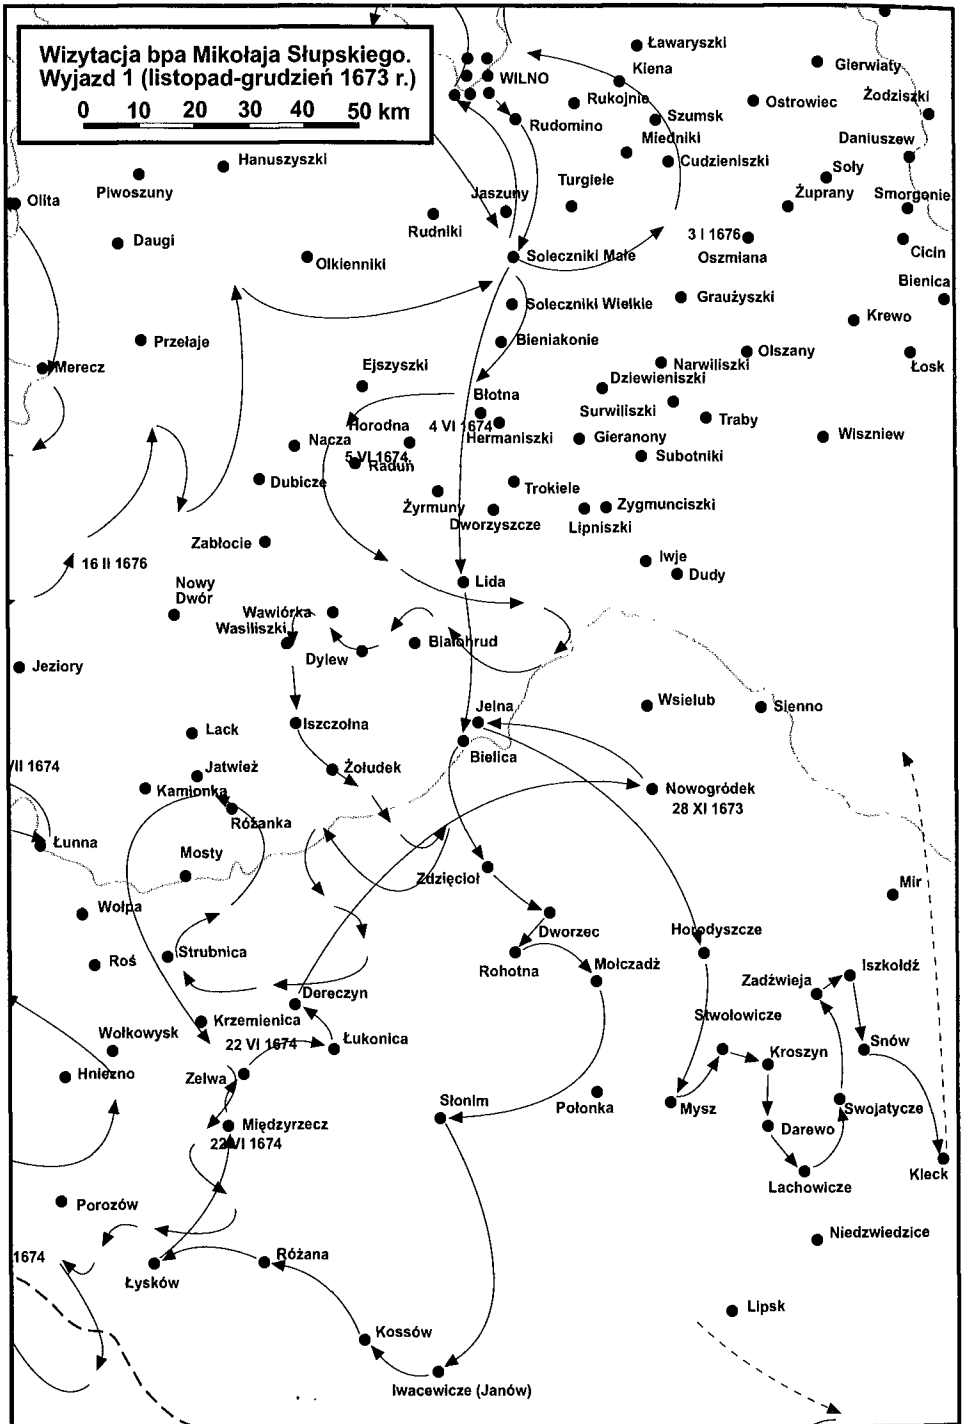 Wizytacja bpa Mikołaja Słupskiego.
Wyjazd 1 (listopad-grudzień 1673 r.)
0 10 20 30 40 50 km
Ławaryszki
Kiena
Gierwiaty
WILNO
Rukojnie
Ostrowiec
Żodziszki
Rudomino
Szumsk
Miedniki
Daniuszew
Hanuszyszki
Cudzieniszki
Soły
Piwoszuny
Turgiele
Jaszuny
Żuprany
Smorgonie
Olita
Rudniki
Daugi
3 I 1676
Oszmiana
Olkienniki
Soleczniki Małe
Cicin
Bienica
Soleczniki Wielkie
Graużyszki
Krewo
Przełaje
Bieniakonie
Olszany
Merecz
Ejszyszki
Narwiliszki
Łosk
Dziewieniszki
Błotna
Surwiliszki
Traby
Horodna
4 VI 1674
Nacza
Hermaniszki
Gieranony
Wiszniew
5 VI 1674
Raduń
Subotniki
Dubicze
Trokiele
Żyrmuny
Zygmunciszki
Dworzyszcze
Lipniszki
Zabłocie
16 II 1676
Iwje
Nowy
Dwór
Lida
Dudy
Wawiórka
Wasiliszki
Białohrud
Dylew
Jeziory
Jelna
Wsielub
Sienno
Lack
Iszczołna
Bielica
VII 1674
Jatwież
Żołudek
Kamionka
Nowogródek
28 XI 1673
Różanka
Łunna
Mosty
Zdzięcioł
Mir
Wołpa
Horodyszcze
Dworzec
Strubnica
Roś
Rohotna
Mołczadź
Iszkołdź
Zadźwieja
Dereczyn
Krzemienica
Stwołowicze
Wołkowysk
22 VI 1674
Łukonica
Snów
Kroszyn
Hniezno
Zelwa
Słonim
Połonka
Mysz
Swojatycze
Międzyrzecz
22 VI 1674
Darewo
Kleck
Lachowicze
Porozów
Niedzwiedzice
1674
Różana
Łysków
Lipsk
Kossów
Iwacewicze (Janów)